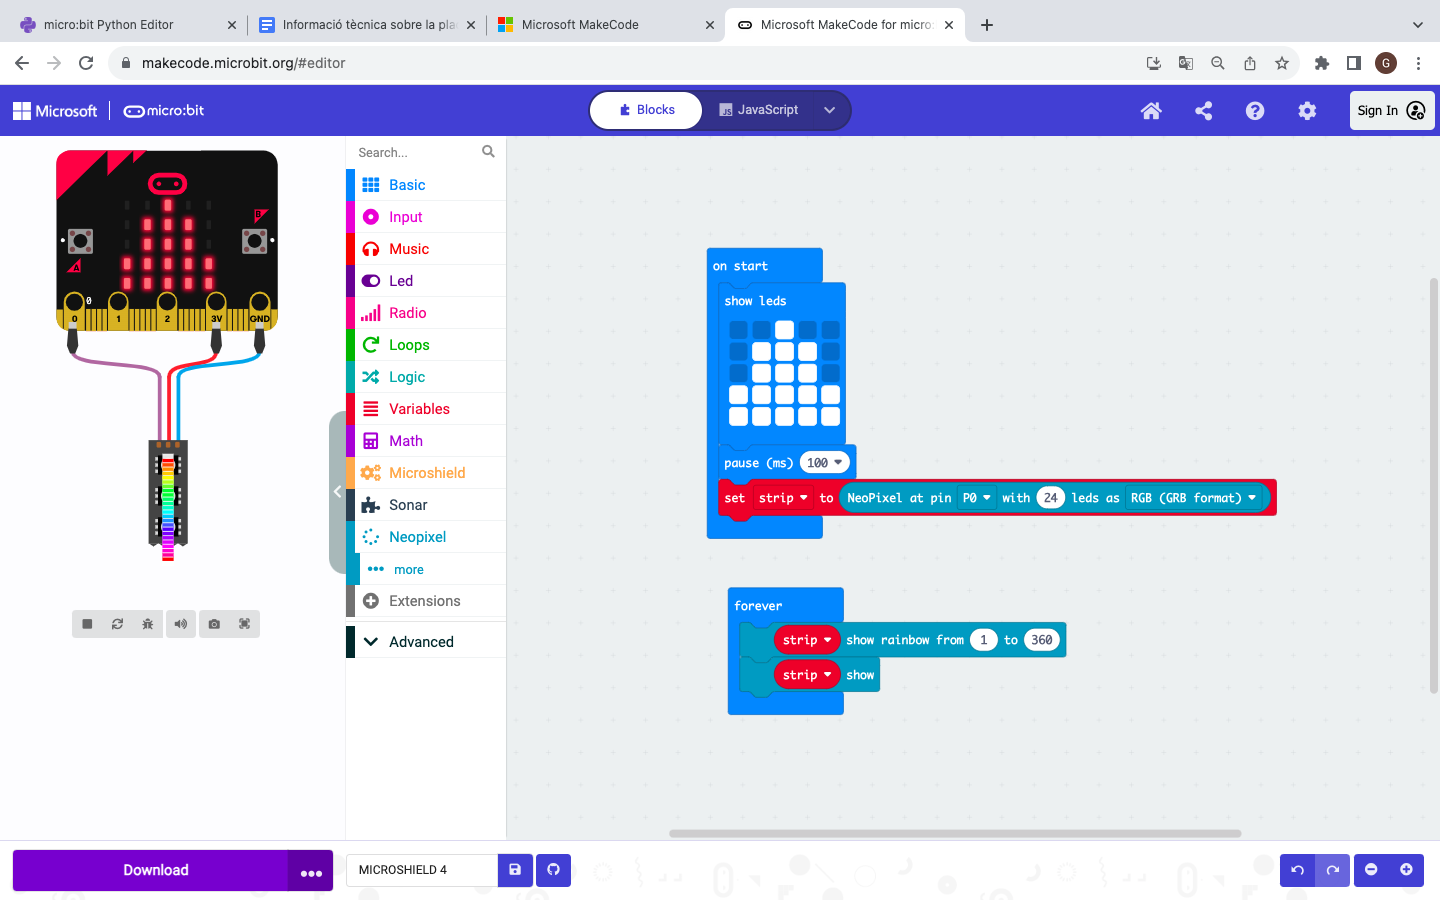 micro:bit Python Editor
Informació tècnica sobre la pla
Microsoft MakeCode
Microsoft MakeCode for micro:
makecode.microbit.org/#editor
G
Microsoft
micro:bit
Blocks
JS
JavaScript
Sign In
B
A
0
0
1
2
3V
GND
Search...
Basic
Input
Music
Led
Radio
Loops
Logic
Variables
Math
Microshield
Sonar
Neopixel
more
Extensions
Advanced
on start
show leds
pause (ms) 100
set strip to NeoPixel at pin P0 with 24 leds as RGB (GRB format)
forever
strip show rainbow from 1 to 360
strip show
Download
MICROSHIELD 4